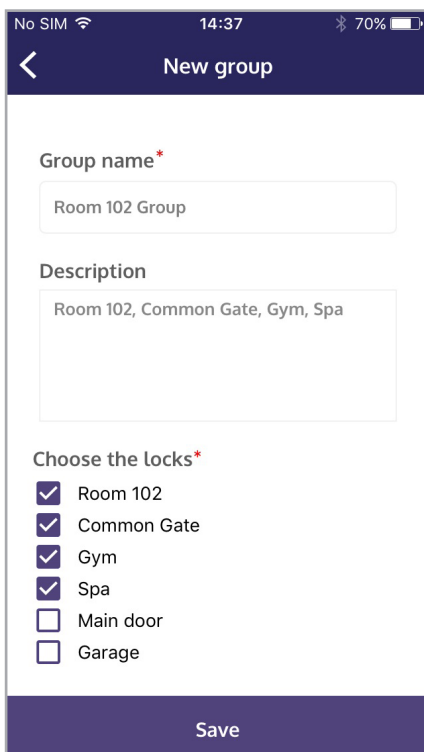 No SIM 14:37 70%
New group
Group name*
Room 102 Group
Description
Room 102, Common Gate, Gym, Spa
Choose the locks*
Room 102
Common Gate
Gym
Spa
Main door
Garage
Save